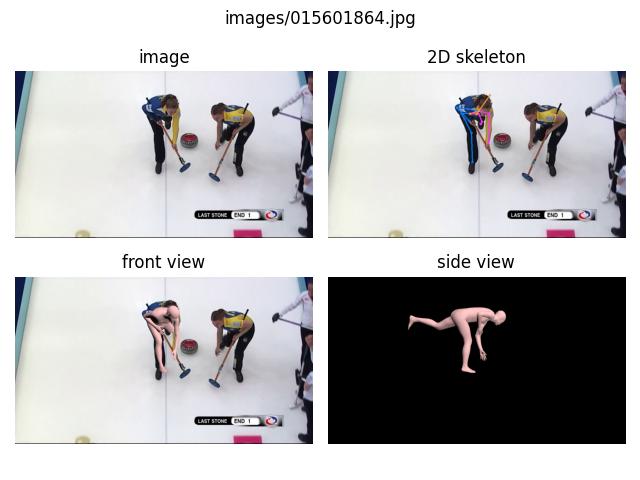 images/015601864.jpg
image
2D skeleton
LAST STONE END 1
LAST STONE END 1
front view
side view
LAST STONE END 1